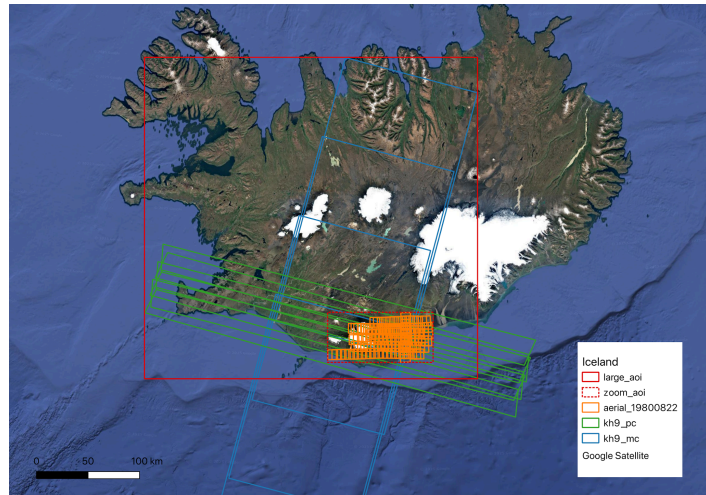 Iceland
large_aoi
zoom_aoi
aerial_19800822
kh9_pc
kh9_mc
Google Satellite
0 50 100 km